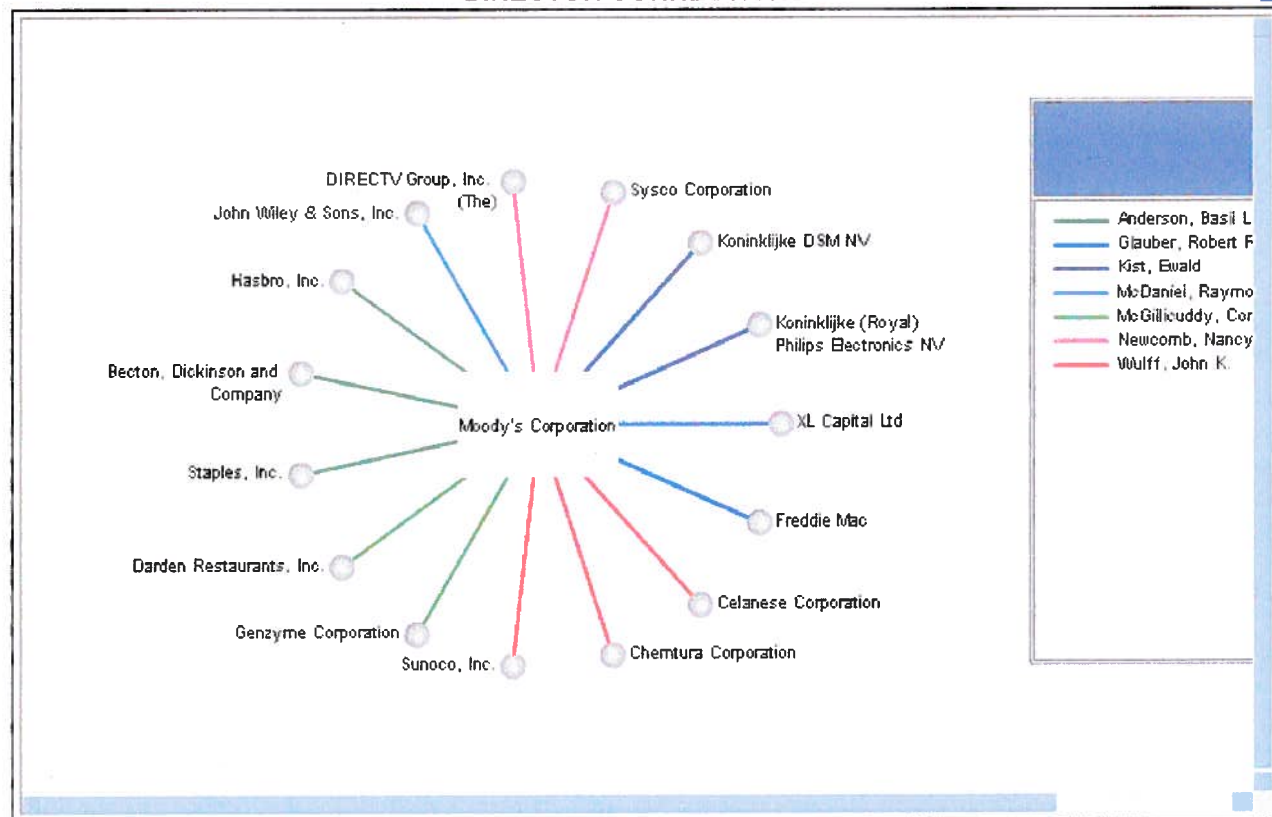 DIRECTV Group, Inc.
(The)
Sysco Corporation
John Wiley & Sons, Inc.
Koninklijke DSM NV
Hasbro, Inc.
Koninklijke (Royal)
Philips Electronics NV
Becton, Dickinson and
Company
Moody's Corporation
XL Capital Ltd
Staples, Inc.
Freddie Mac
Darden Restaurants, Inc.
Celanese Corporation
Genzyme Corporation
Chemtura Corporation
Sunoco, Inc.
Anderson, Basil L
Glauber, Robert R
Kist, Ewald
McDaniel, Raymo
McGillicuddy, Cor
Newcomb, Nancy
Wulff, John K.